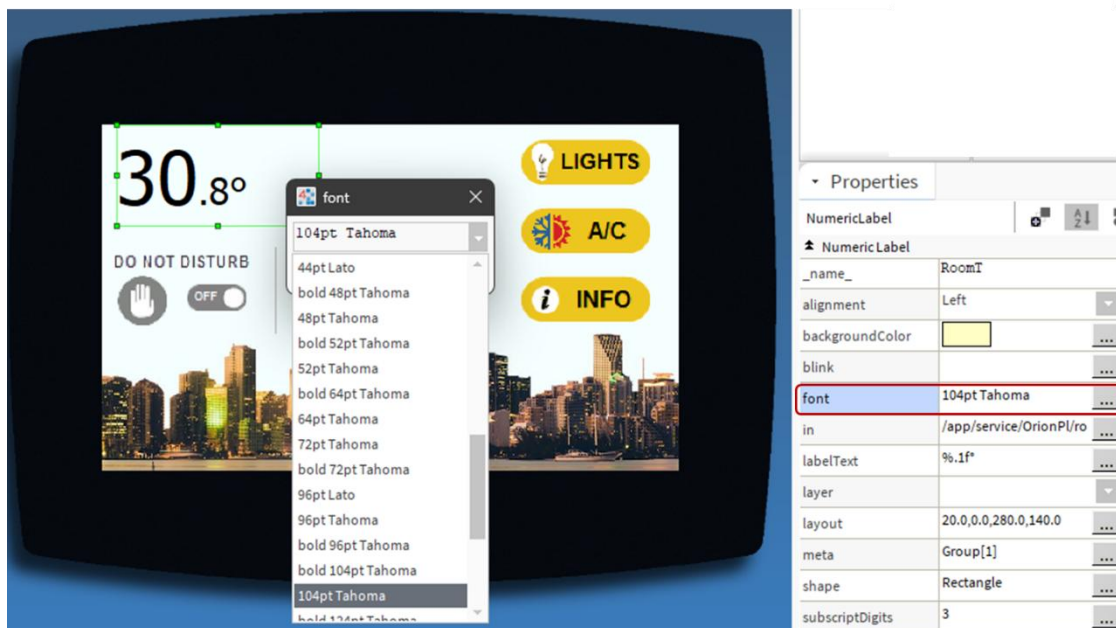 30.8°
LIGHTS
A/C
INFO
DO NOT DISTURB
OFF
i
font
104pt Tahoma
44pt Lato
bold 48pt Tahoma
48pt Tahoma
bold 52pt Tahoma
52pt Tahoma
bold 64pt Tahoma
64pt Tahoma
72pt Tahoma
bold 72pt Tahoma
96pt Lato
96pt Tahoma
bold 96pt Tahoma
bold 104pt Tahoma
104pt Tahoma
bold 124pt Tahoma
Properties
NumericLabel
Numeric Label
_name_ RoomT
alignment Left
backgroundColor ...
blink ...
font 104pt Tahoma ...
in /app/service/OrionPl/ro ...
labelText %.1f° ...
layer
layout 20.0,0.0,280.0,140.0 ...
meta Group[1] ...
shape Rectangle ...
subscriptDigits 3 ...